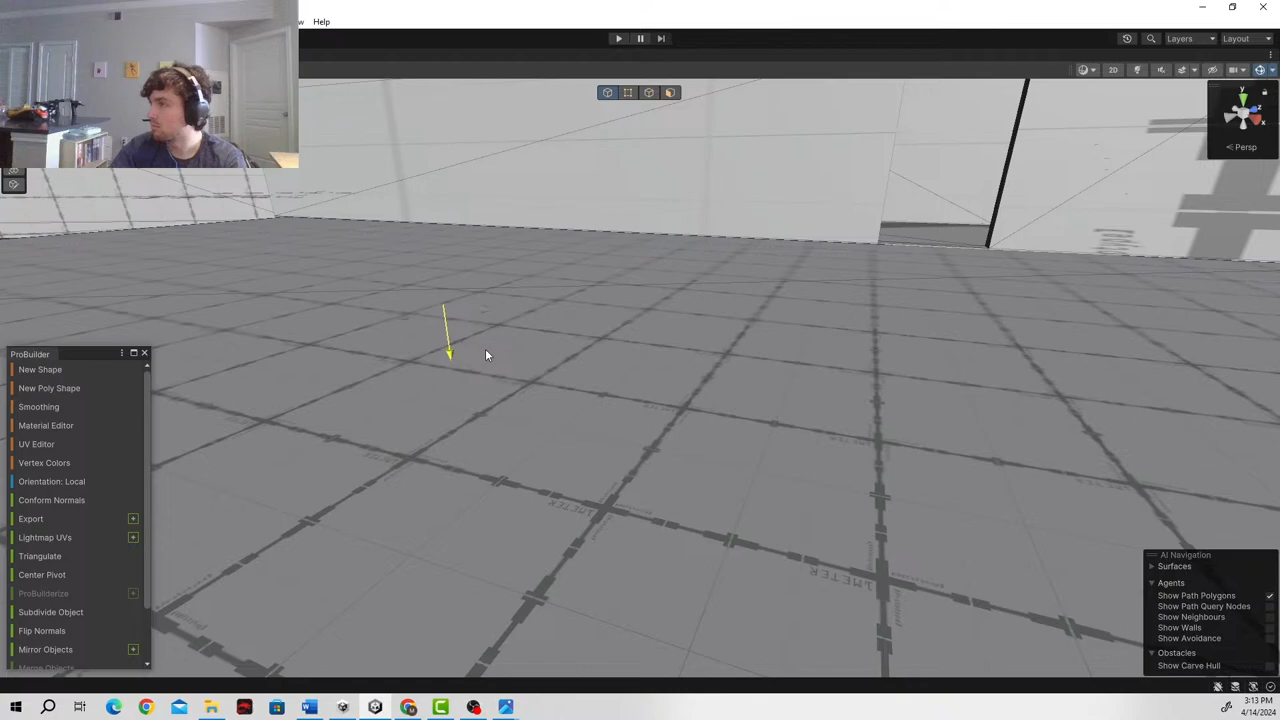 Help
Layers
Layout
2D
y
x
z
Persp
ProBuilder
New Shape
New Poly Shape
Smoothing
Material Editor
UV Editor
Vertex Colors
Orientation: Local
Conform Normals
Export
Lightmap UVs
Triangulate
Center Pivot
ProBuilderize
Subdivide Object
Flip Normals
Mirror Objects
Merge Objects
AI Navigation
Surfaces
Agents
Show Path Polygons
Show Path Query Nodes
Show Neighbours
Show Walls
Show Avoidance
Obstacles
Show Carve Hull
3:13 PM
4/14/2024